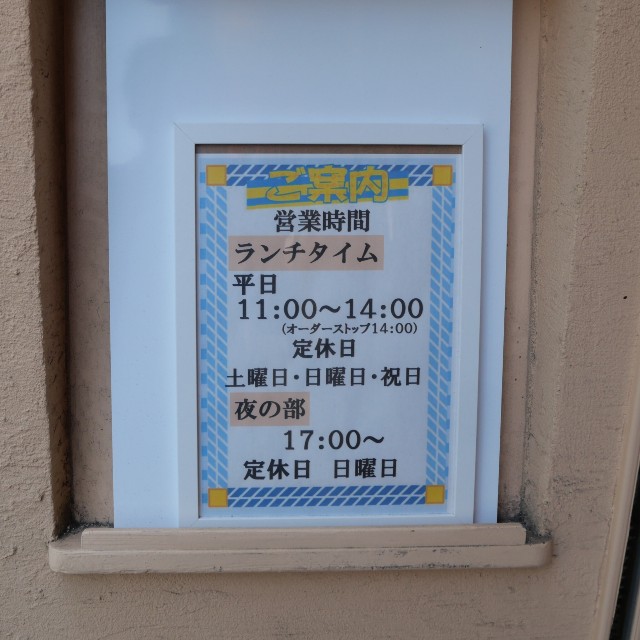 ご案内
営業時間
ランチタイム
平日
11:00～14:00
(オーダーストップ14:00)
定休日
土曜日・日曜日・祝日
夜の部
17:00～
定休日 日曜日